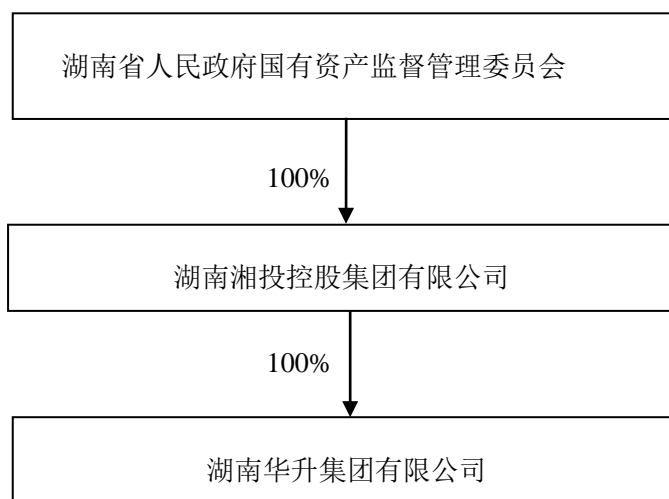 湖南省人民政府国有资产监督管理委员会
100%
湖南湘投控股集团有限公司
100%
湖南华升集团有限公司